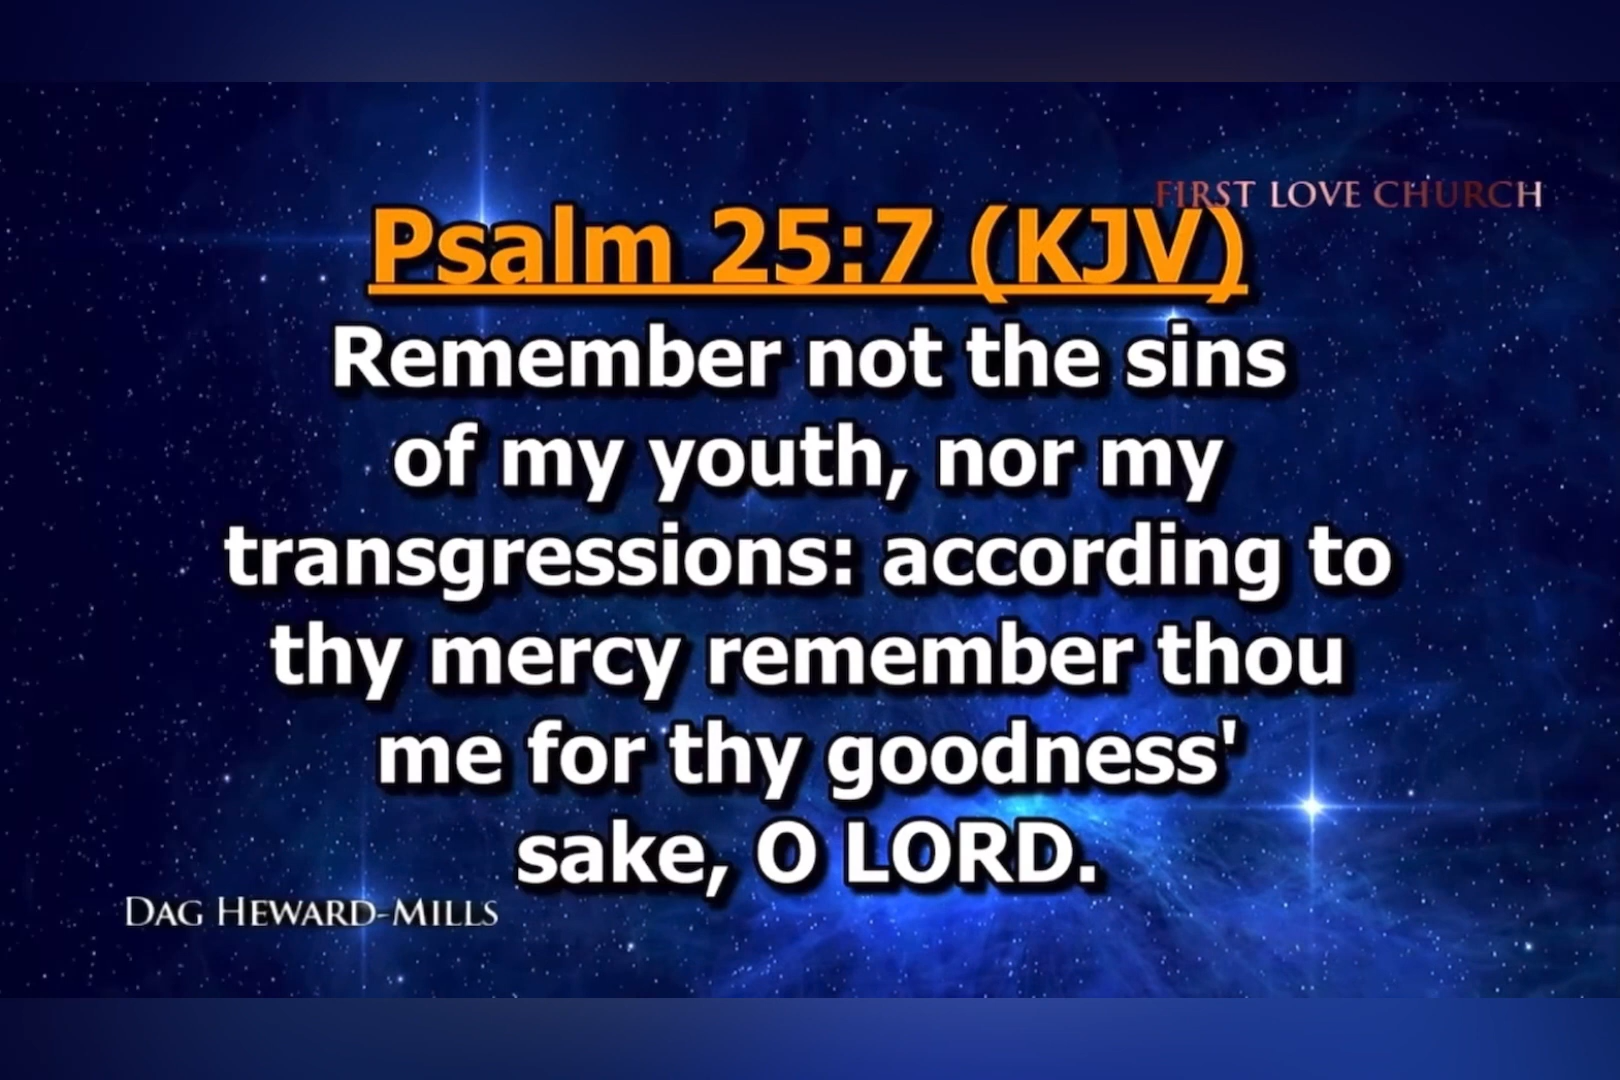 FIRST LOVE CHURCH
Psalm 25:7 (KJV)
Remember not the sins
of my youth, nor my
transgressions: according to
thy mercy remember thou
me for thy goodness'
sake, O LORD.
DAG HEWARD-MILLS